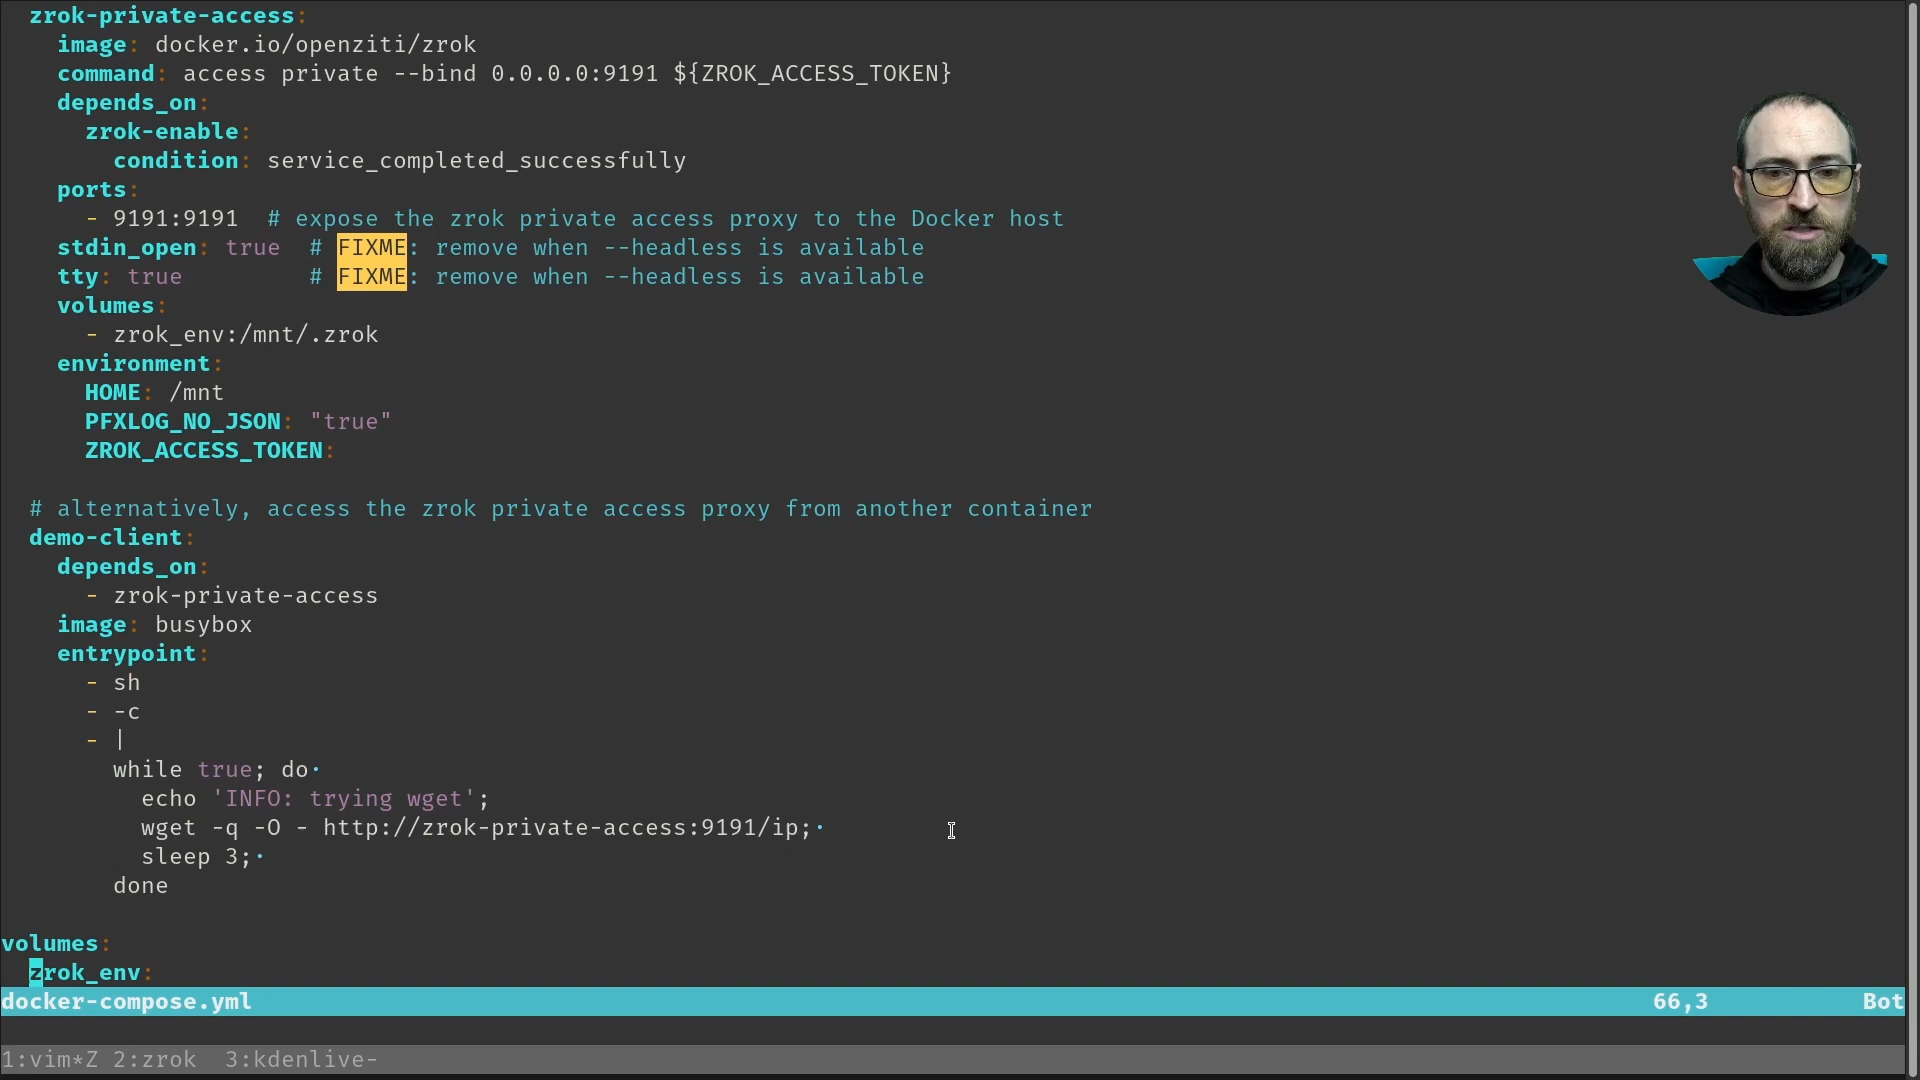 zrok-private-access:
image: docker.io/openziti/zrok
command: access private --bind 0.0.0.0:9191 ${ZROK_ACCESS_TOKEN}
depends_on:
zrok-enable:
condition: service_completed_successfully
ports:
- 9191:9191  # expose the zrok private access proxy to the Docker host
stdin_open: true  # FIXME: remove when --headless is available
tty: true         # FIXME: remove when --headless is available
volumes:
- zrok_env:/mnt/.zrok
environment:
HOME: /mnt
PFXLOG_NO_JSON: "true"
ZROK_ACCESS_TOKEN:
# alternatively, access the zrok private access proxy from another container
demo-client:
depends_on:
- zrok-private-access
image: busybox
entrypoint:
- sh
- -c
- |
while true; do·
echo 'INFO: trying wget';
wget -q -O - http://zrok-private-access:9191/ip;·
sleep 3;·
done
volumes:
zrok_env:
docker-compose.yml 66,3 Bot
1:vim*Z 2:zrok  3:kdenlive-